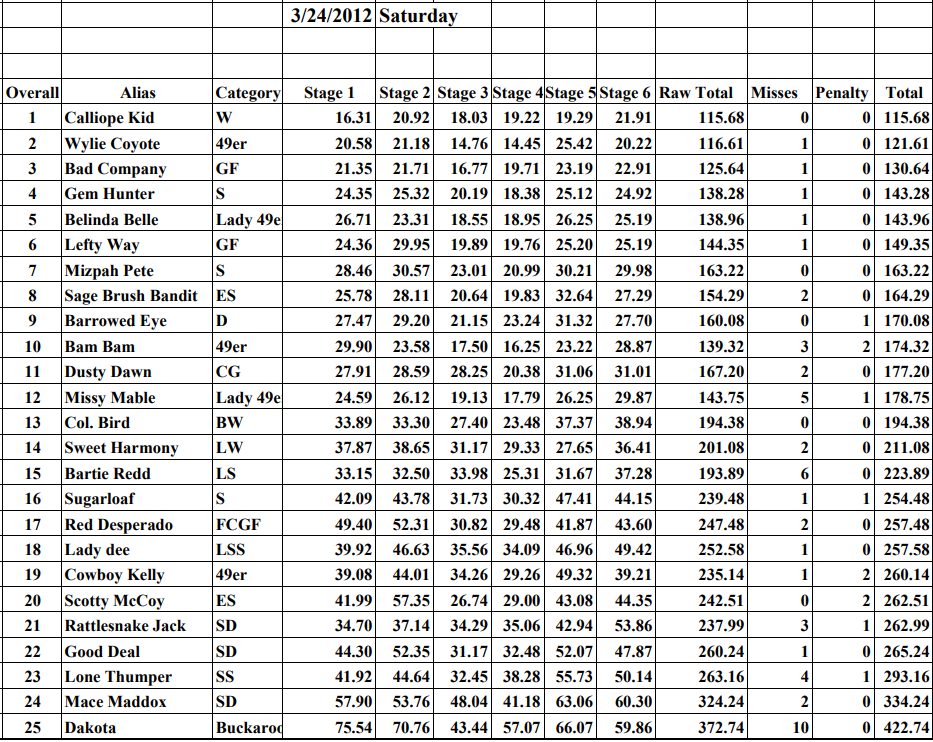 3/24/2012 Saturday
Overall Alias Category Stage 1 Stage 2 Stage 3 Stage 4 Stage 5 Stage 6 Raw Total Misses Penalty Total
1 Calliope Kid W 16.31 20.92 18.03 19.22 19.29 21.91 115.68 0 0 115.68
2 Wylie Coyote 49er 20.58 21.18 14.76 14.45 25.42 20.22 116.61 1 0 121.61
3 Bad Company GF 21.35 21.71 16.77 19.71 23.19 22.91 125.64 1 0 130.64
4 Gem Hunter S 24.35 25.32 20.19 18.38 25.12 24.92 138.28 1 0 143.28
5 Belinda Belle Lady 49e 26.71 23.31 18.55 18.95 26.25 25.19 138.96 1 0 143.96
6 Lefty Way GF 24.36 29.95 19.89 19.76 25.20 25.19 144.35 1 0 149.35
7 Mizpah Pete S 28.46 30.57 23.01 20.99 30.21 29.98 163.22 0 0 163.22
8 Sage Brush Bandit ES 25.78 28.11 20.64 19.83 32.64 27.29 154.29 2 0 164.29
9 Barrowed Eye D 27.47 29.20 21.15 23.24 31.32 27.70 160.08 0 1 170.08
10 Bam Bam 49er 29.90 23.58 17.50 16.25 23.22 28.87 139.32 3 2 174.32
11 Dusty Dawn CG 27.91 28.59 28.25 20.38 31.06 31.01 167.20 2 0 177.20
12 Missy Mable Lady 49e 24.59 26.12 19.13 17.79 26.25 29.87 143.75 5 1 178.75
13 Col. Bird BW 33.89 33.30 27.40 23.48 37.37 38.94 194.38 0 0 194.38
14 Sweet Harmony LW 37.87 38.65 31.17 29.33 27.65 36.41 201.08 2 0 211.08
15 Bartie Redd LS 33.15 32.50 33.98 25.31 31.67 37.28 193.89 6 0 223.89
16 Sugarloaf S 42.09 43.78 31.73 30.32 47.41 44.15 239.48 1 1 254.48
17 Red Desperado FCGF 49.40 52.31 30.82 29.48 41.87 43.60 247.48 2 0 257.48
18 Lady dee LSS 39.92 46.63 35.56 34.09 46.96 49.42 252.58 1 0 257.58
19 Cowboy Kelly 49er 39.08 44.01 34.26 29.26 49.32 39.21 235.14 1 2 260.14
20 Scotty McCoy ES 41.99 57.35 26.74 29.00 43.08 44.35 242.51 0 2 262.51
21 Rattlesnake Jack SD 34.70 37.14 34.29 35.06 42.94 53.86 237.99 3 1 262.99
22 Good Deal SD 44.30 52.35 31.17 32.48 52.07 47.87 260.24 1 0 265.24
23 Lone Thumper SS 41.92 44.64 32.45 38.28 55.73 50.14 263.16 4 1 293.16
24 Mace Maddox SD 57.90 53.76 48.04 41.18 63.06 60.30 324.24 2 0 334.24
25 Dakota Buckaroo 75.54 70.76 43.44 57.07 66.07 59.86 372.74 10 0 422.74